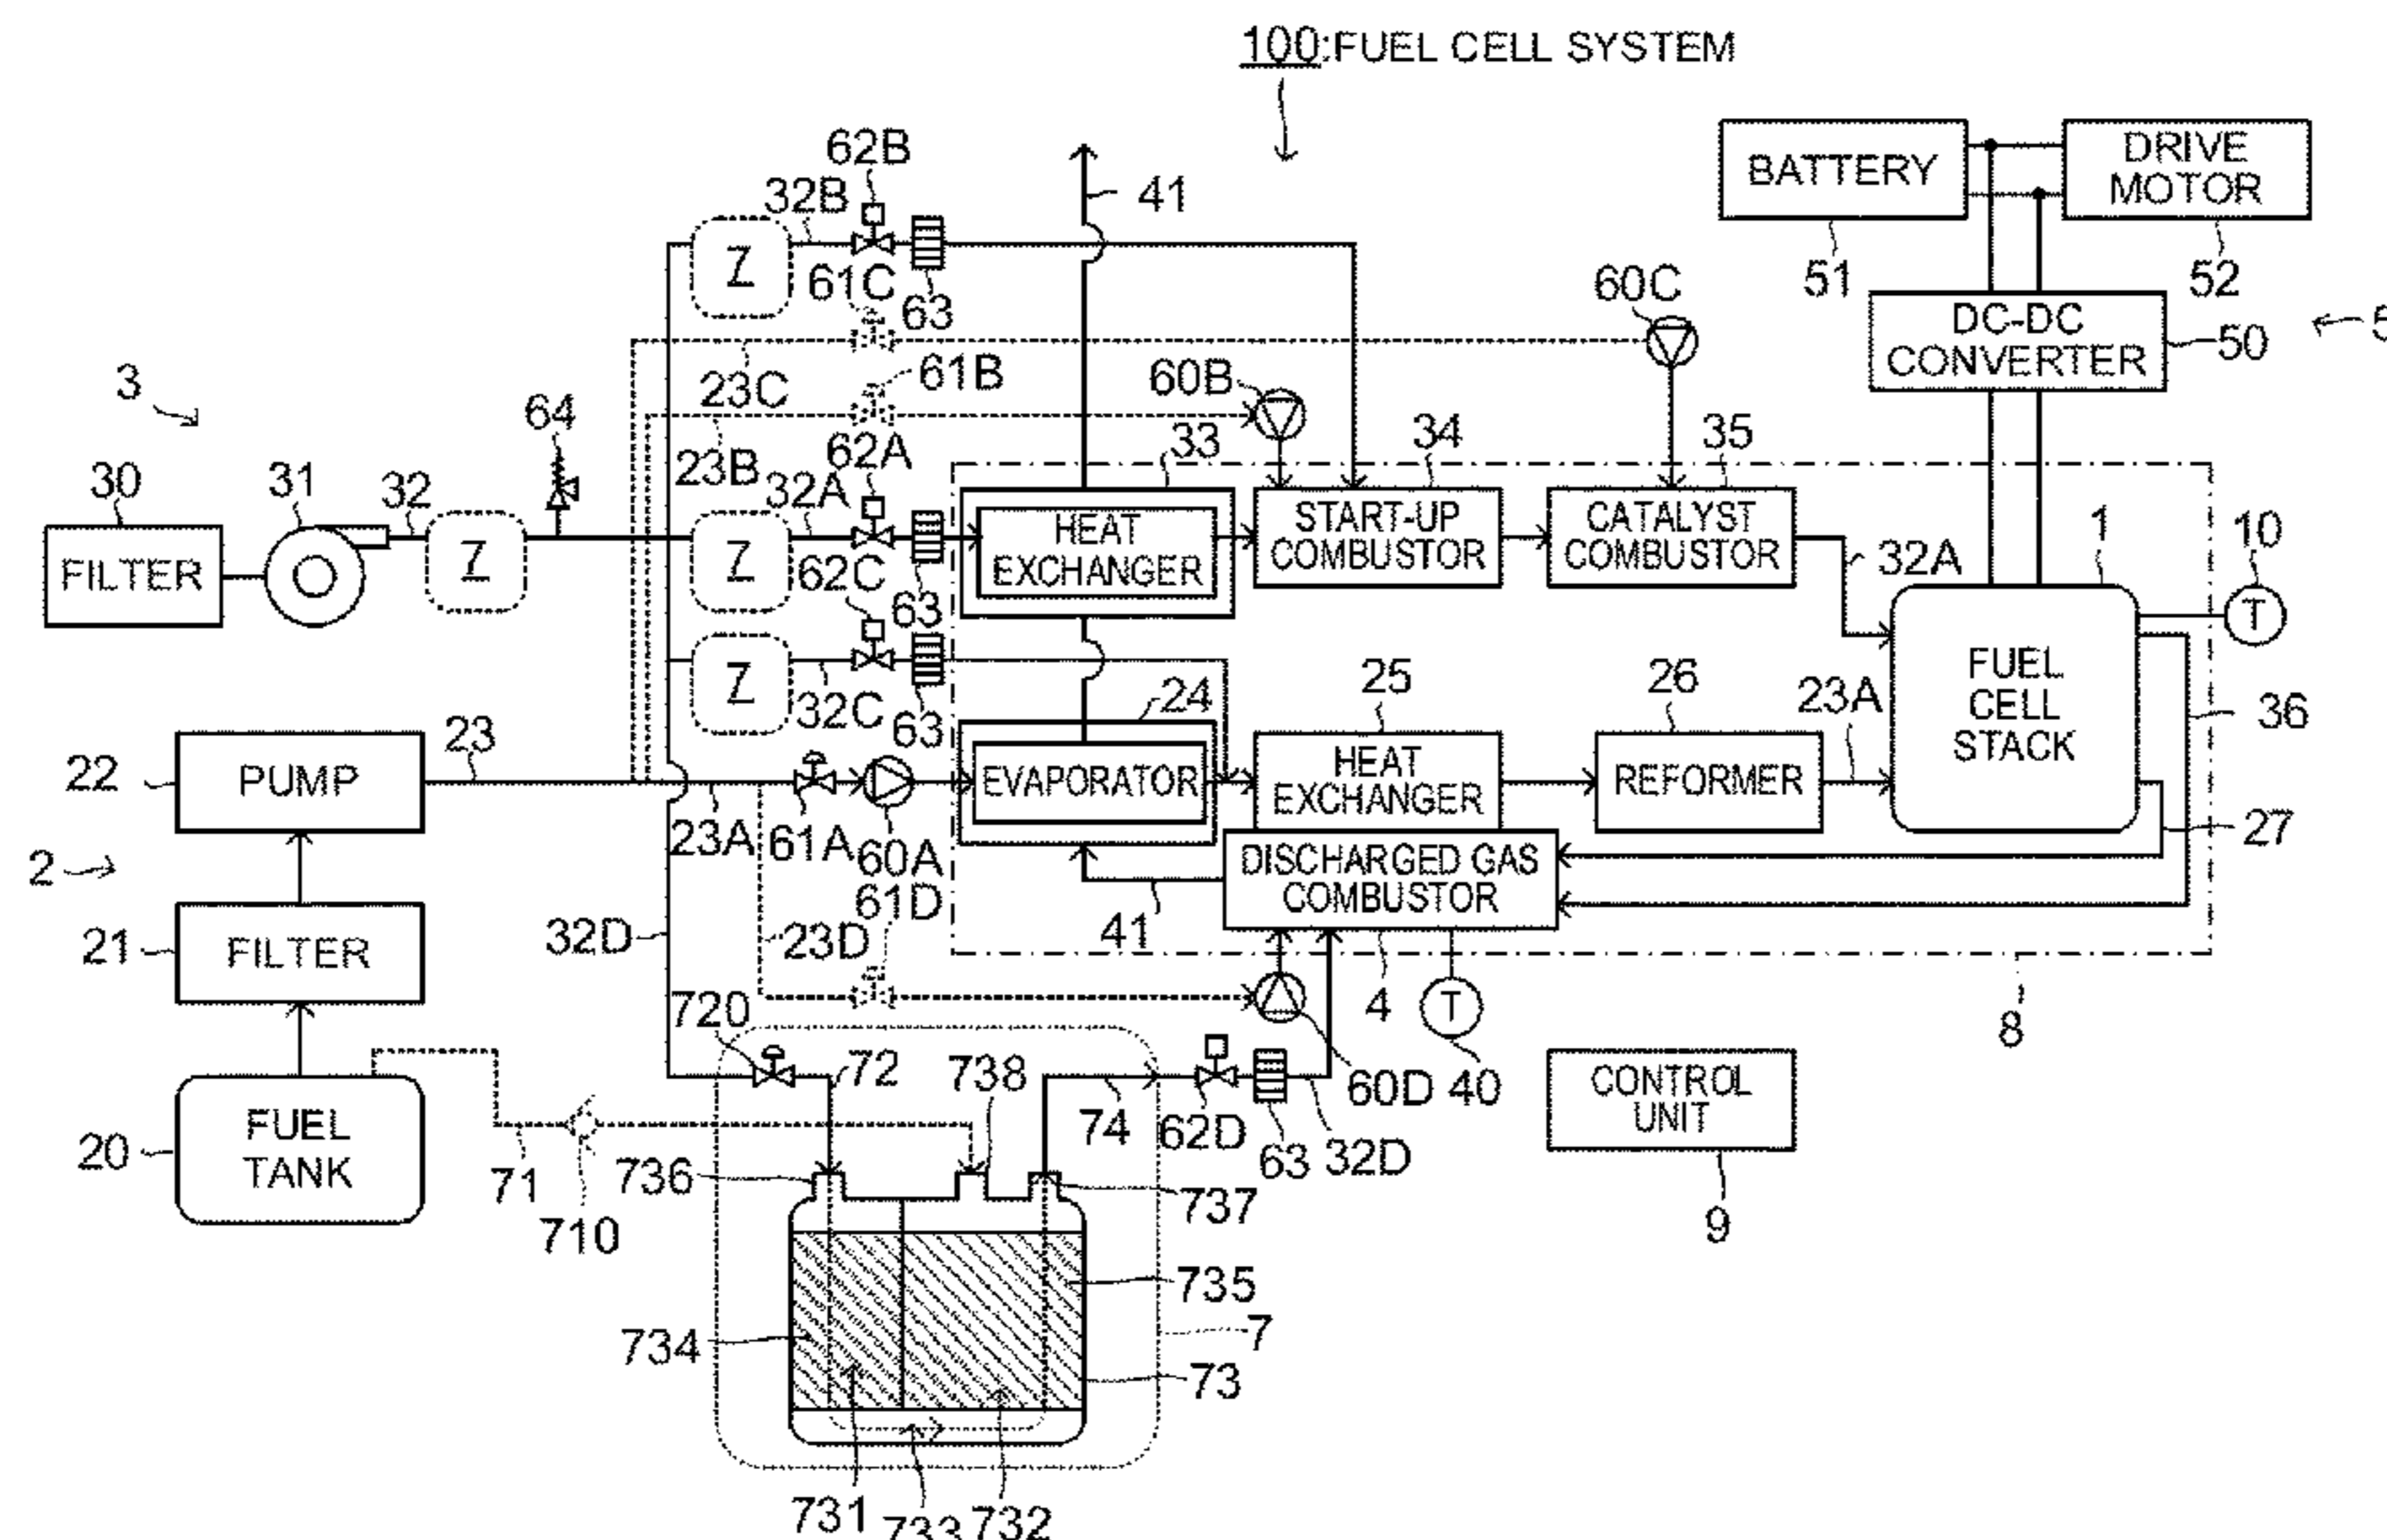 100:FUEL CELL SYSTEM
62B
32B
41
BATTERY
DRIVE
MOTOR
7
61C
63
60C
51
52
DC-DC
CONVERTER
50
5
3
64
23C
61B
60B
23B
62A
33
34
35
30
31
32
32A
FILTER
7
7
62C
63
HEAT
EXCHANGER
START-UP
COMBUSTOR
CATALYST
COMBUSTOR
32A
1
10
T
7
32C
63
24
25
26
23A
FUEL
CELL
STACK
36
22
PUMP
23
EVAPORATOR
HEAT
EXCHANGER
REFORMER
27
2
23A
61A
60A
61D
DISCHARGED GAS
COMBUSTOR
21
FILTER
32D
23D
41
720
4
T
8
72
738
74
62D
63
60D
40
32D
CONTROL
UNIT
20
FUEL
TANK
71
710
736
737
9
735
734
7
73
731
733
732